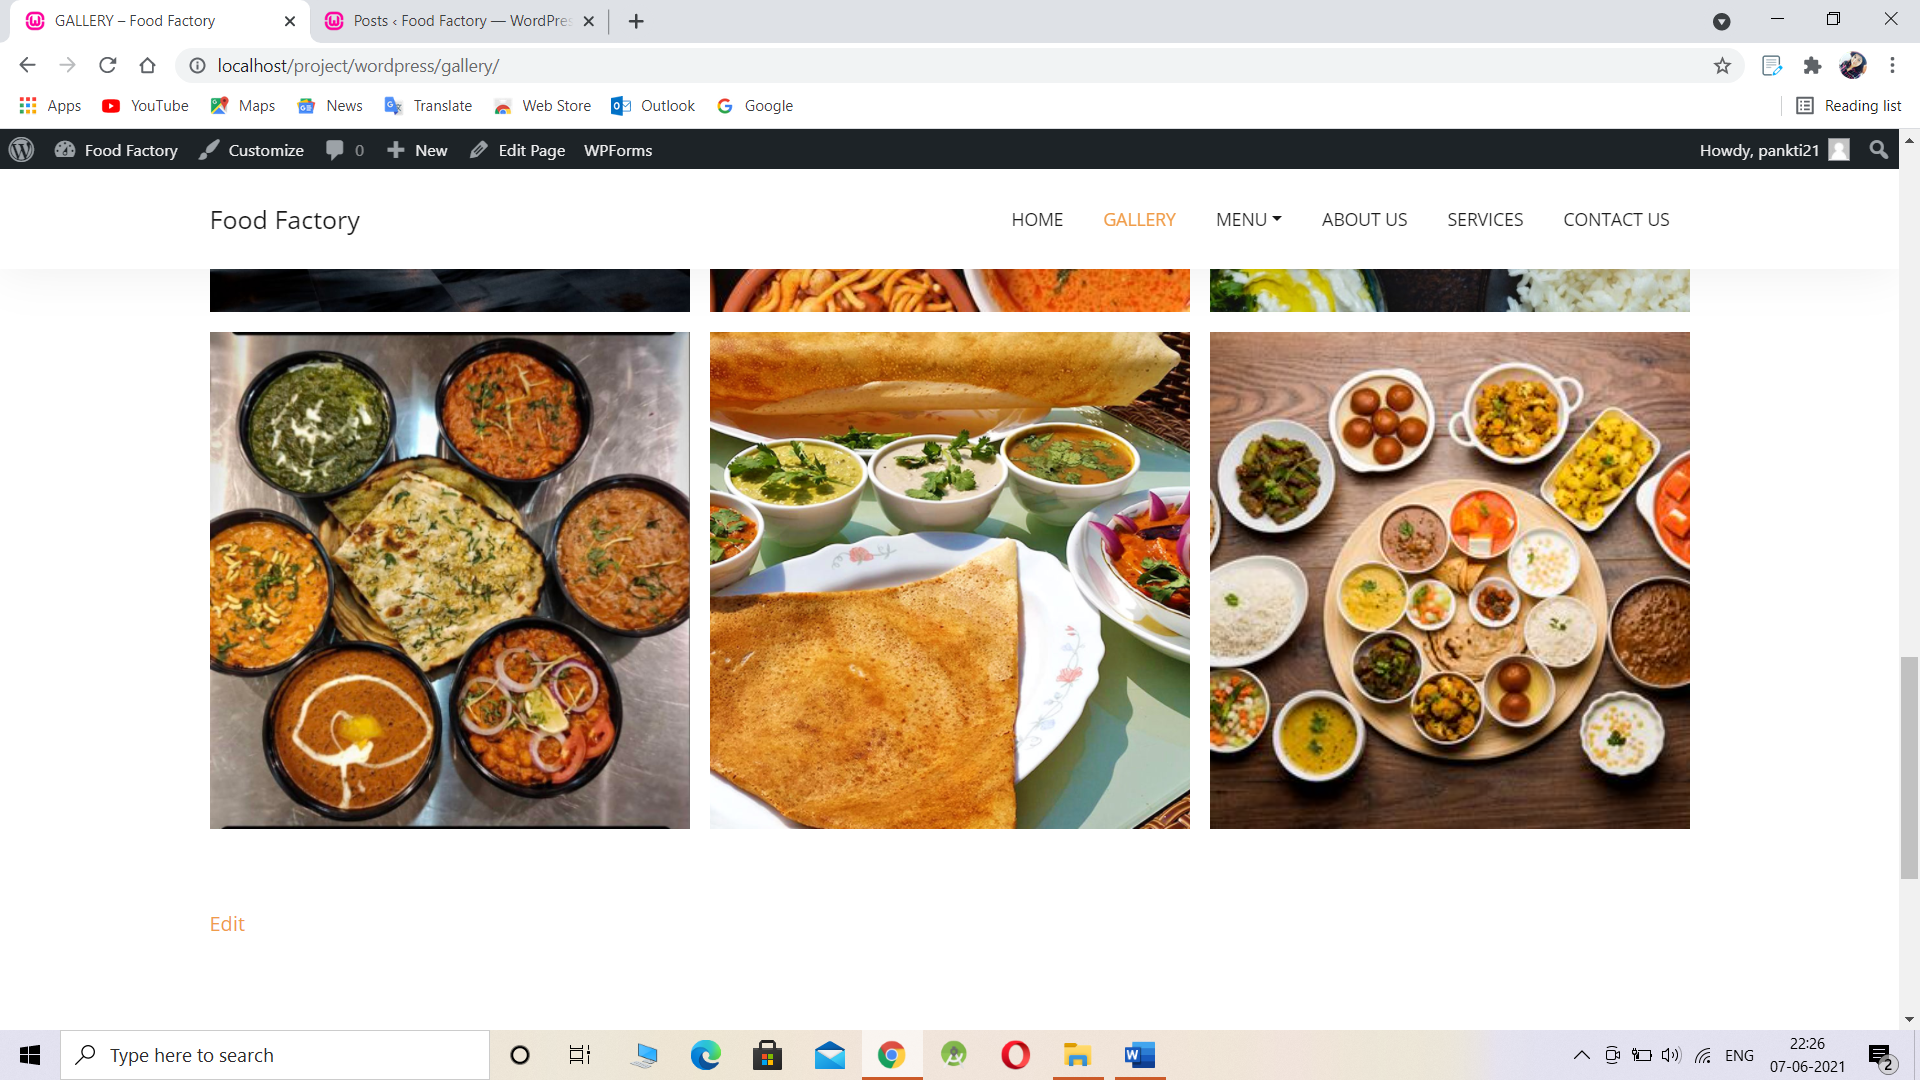 GALLERY – Food Factory
Posts ‹ Food Factory — WordPres
localhost/project/wordpress/gallery/
Apps YouTube Maps News Translate Web Store Outlook Google Reading list
Food Factory Customize 0 New Edit Page WPForms Howdy, pankti21
Food Factory HOME GALLERY MENU ABOUT US SERVICES CONTACT US
Edit
Type here to search
ENG
22:26
07-06-2021
2